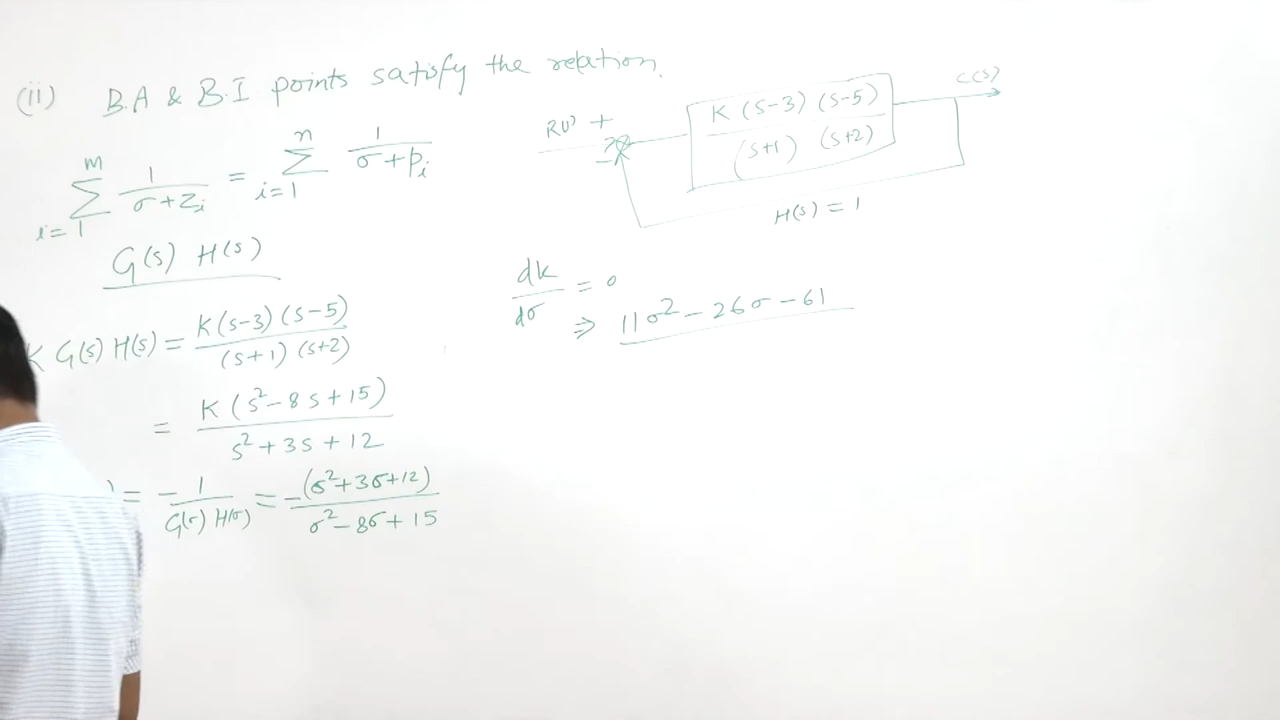 (ii) B.A & B.I points satisfy the relation.
m Σ i=1 1/(σ+zᵢ) = n Σ i=1 1/(σ+pᵢ)
G(s) H(s)
K G(s) H(s) = K(s-3)(s-5) / (s+1)(s+2)
= K(s²-8s+15) / s²+3s+12
) = -1 / G(σ) H(σ) = -(σ²+3σ+12) / σ²-8σ+15
+
-
K (s-3) (s-5) / (s+1) (s+2)
C(s)
H(s) = 1
dk/dσ = 0
⇒ 11σ² - 26σ - 61